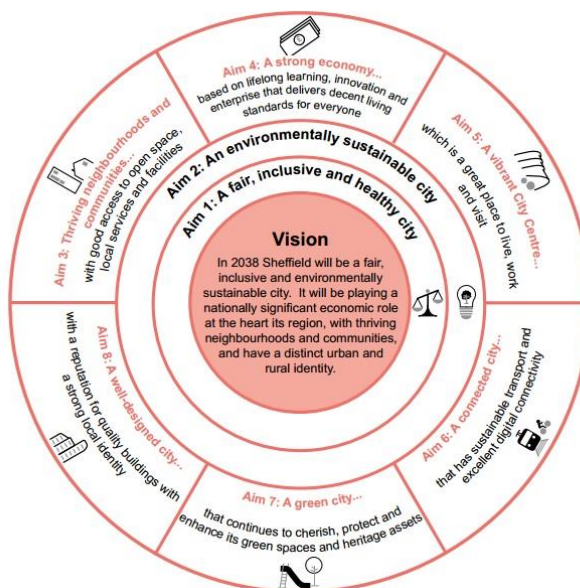 Vision
In 2038 Sheffield will be a fair,
inclusive and environmentally
sustainable city. It will be playing a
nationally significant economic role
at the heart its region, with thriving
neighbourhoods and communities,
and have a distinct urban and
rural identity.
Aim 1: A fair, inclusive and healthy city
Aim 2: An environmentally sustainable city
Aim 3: Thriving neighbourhoods and
communities...
with good access to open space,
local services and facilities
Aim 4: A strong economy...
based on lifelong learning, innovation and
enterprise that delivers decent living
standards for everyone
Aim 5: A vibrant City Centre...
which is a great place to live, work
and visit
Aim 6: A connected city...
that has sustainable transport and
excellent digital connectivity
Aim 7: A green city...
that continues to cherish, protect and
enhance its green spaces and heritage assets
Aim 8: A well-designed city...
with a reputation for quality buildings with
a strong local identity